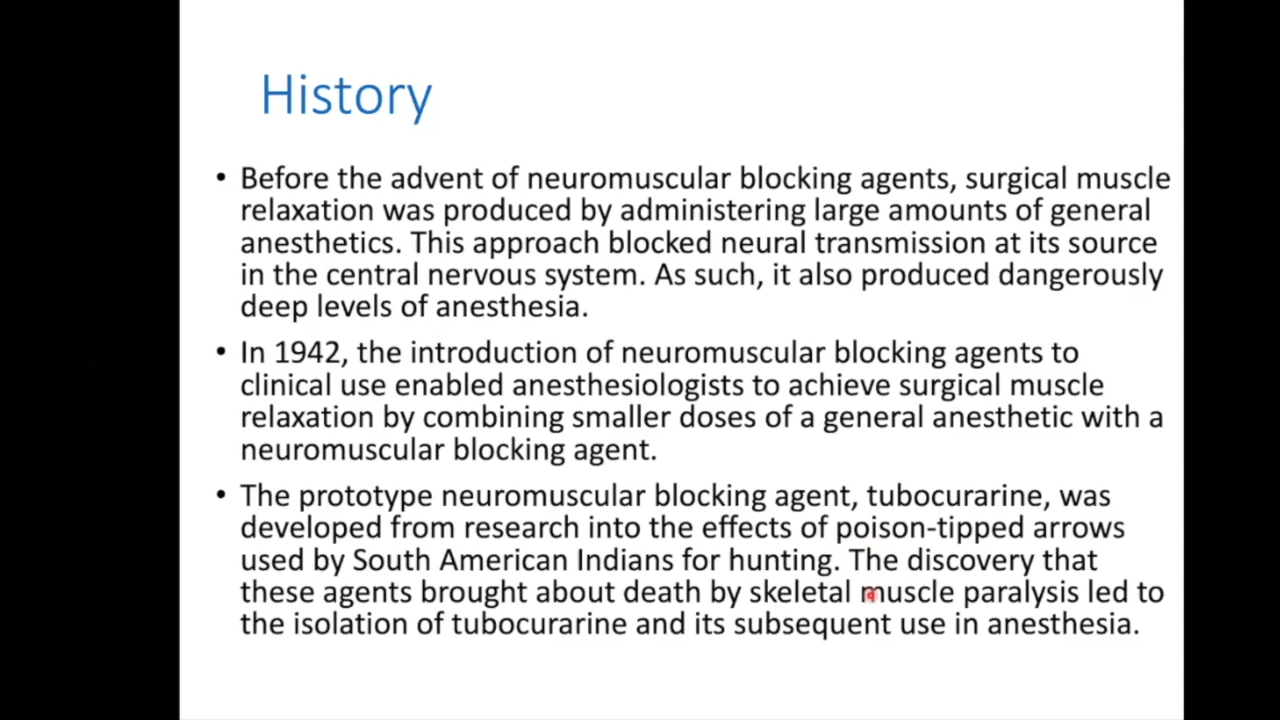 History
• Before the advent of neuromuscular blocking agents, surgical muscle
relaxation was produced by administering large amounts of general
anesthetics. This approach blocked neural transmission at its source
in the central nervous system. As such, it also produced dangerously
deep levels of anesthesia.
• In 1942, the introduction of neuromuscular blocking agents to
clinical use enabled anesthesiologists to achieve surgical muscle
relaxation by combining smaller doses of a general anesthetic with a
neuromuscular blocking agent.
• The prototype neuromuscular blocking agent, tubocurarine, was
developed from research into the effects of poison-tipped arrows
used by South American Indians for hunting. The discovery that
these agents brought about death by skeletal muscle paralysis led to
the isolation of tubocurarine and its subsequent use in anesthesia.